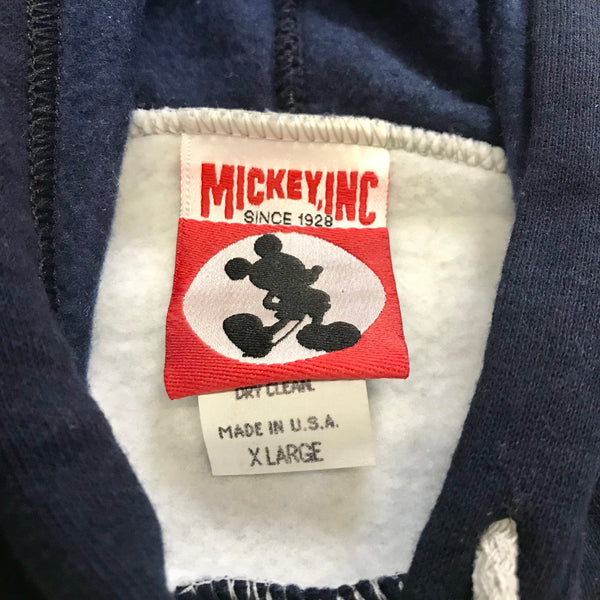 MICKEY, INC
SINCE 1928
DRY CLEAN.
MADE IN U.S.A.
X LARGE